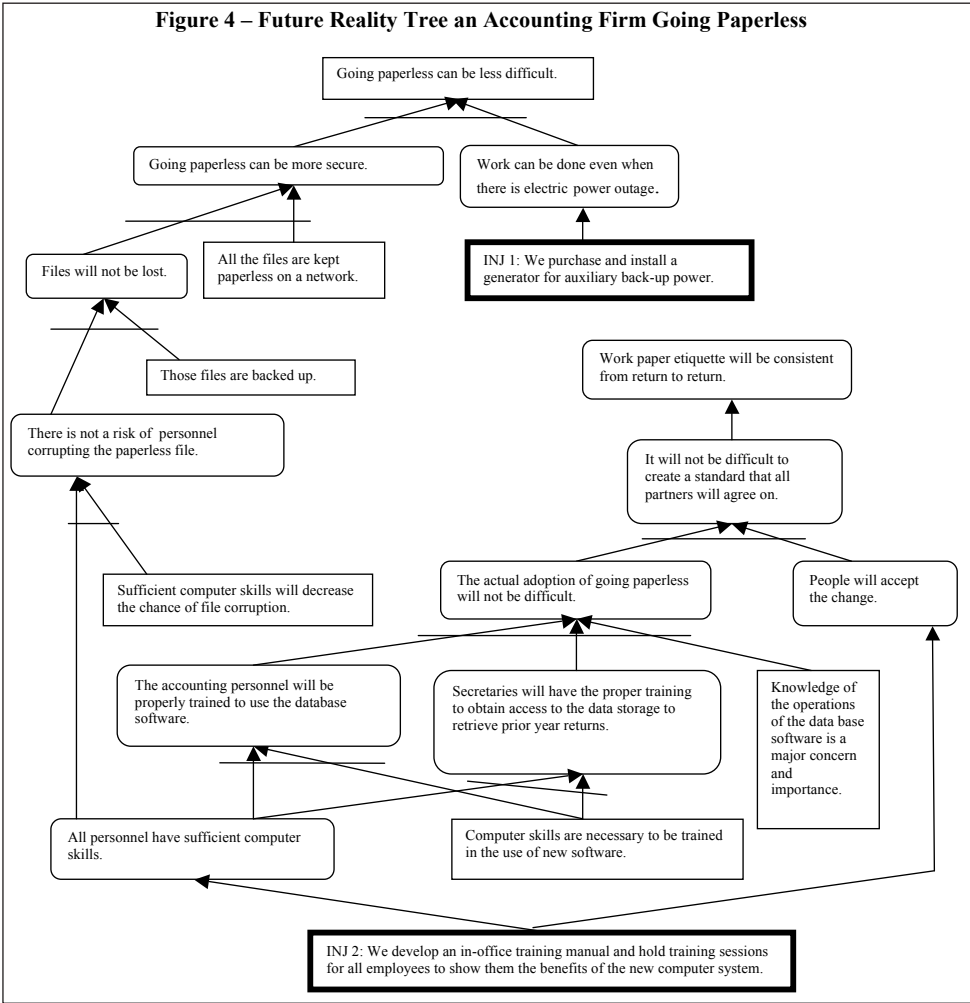 Figure 4 – Future Reality Tree an Accounting Firm Going Paperless
Going paperless can be less difficult.
Going paperless can be more secure.
Work can be done even when
there is electric power outage.
Files will not be lost.
All the files are kept
paperless on a network.
INJ 1: We purchase and install a
generator for auxiliary back-up power.
Those files are backed up.
Work paper etiquette will be consistent
from return to return.
There is not a risk of personnel
corrupting the paperless file.
It will not be difficult to
create a standard that all
partners will agree on.
Sufficient computer skills will decrease
the chance of file corruption.
The actual adoption of going paperless
will not be difficult.
People will accept
the change.
The accounting personnel will be
properly trained to use the database
software.
Secretaries will have the proper training
to obtain access to the data storage to
retrieve prior year returns.
Knowledge of
the operations
of the data base
software is a
major concern
and
importance.
All personnel have sufficient computer
skills.
Computer skills are necessary to be trained
in the use of new software.
INJ 2: We develop an in-office training manual and hold training sessions
for all employees to show them the benefits of the new computer system.